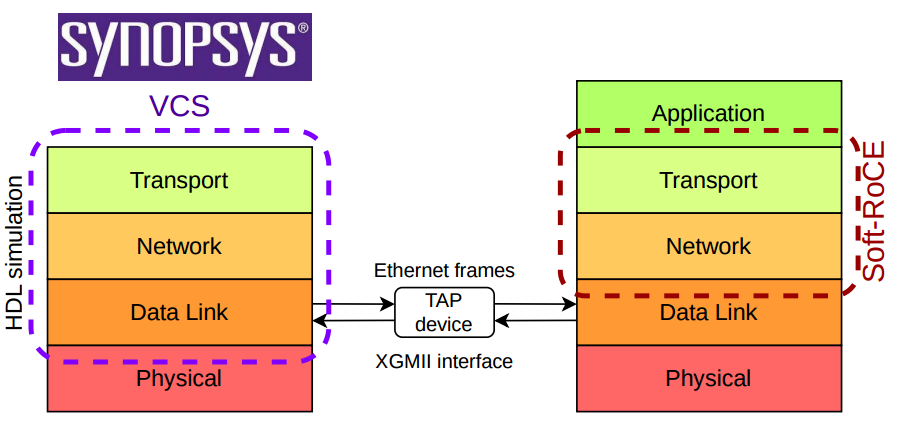 SYNOPSYS®
VCS
HDL simulation
Transport
Network
Data Link
Physical
Ethernet frames
TAP
device
XGMII interface
Application
Transport
Network
Data Link
Physical
Soft-RoCE